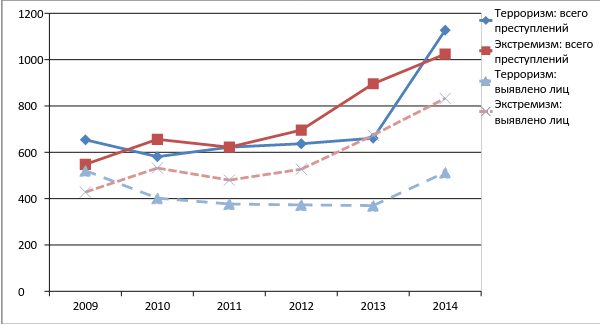 1200
1000
800
600
400
200
0
2009 2010 2011 2012 2013 2014
Терроризм: всего
преступлений
Экстремизм: всего
преступлений
Терроризм:
выявлено лиц
Экстремизм:
выявлено лиц